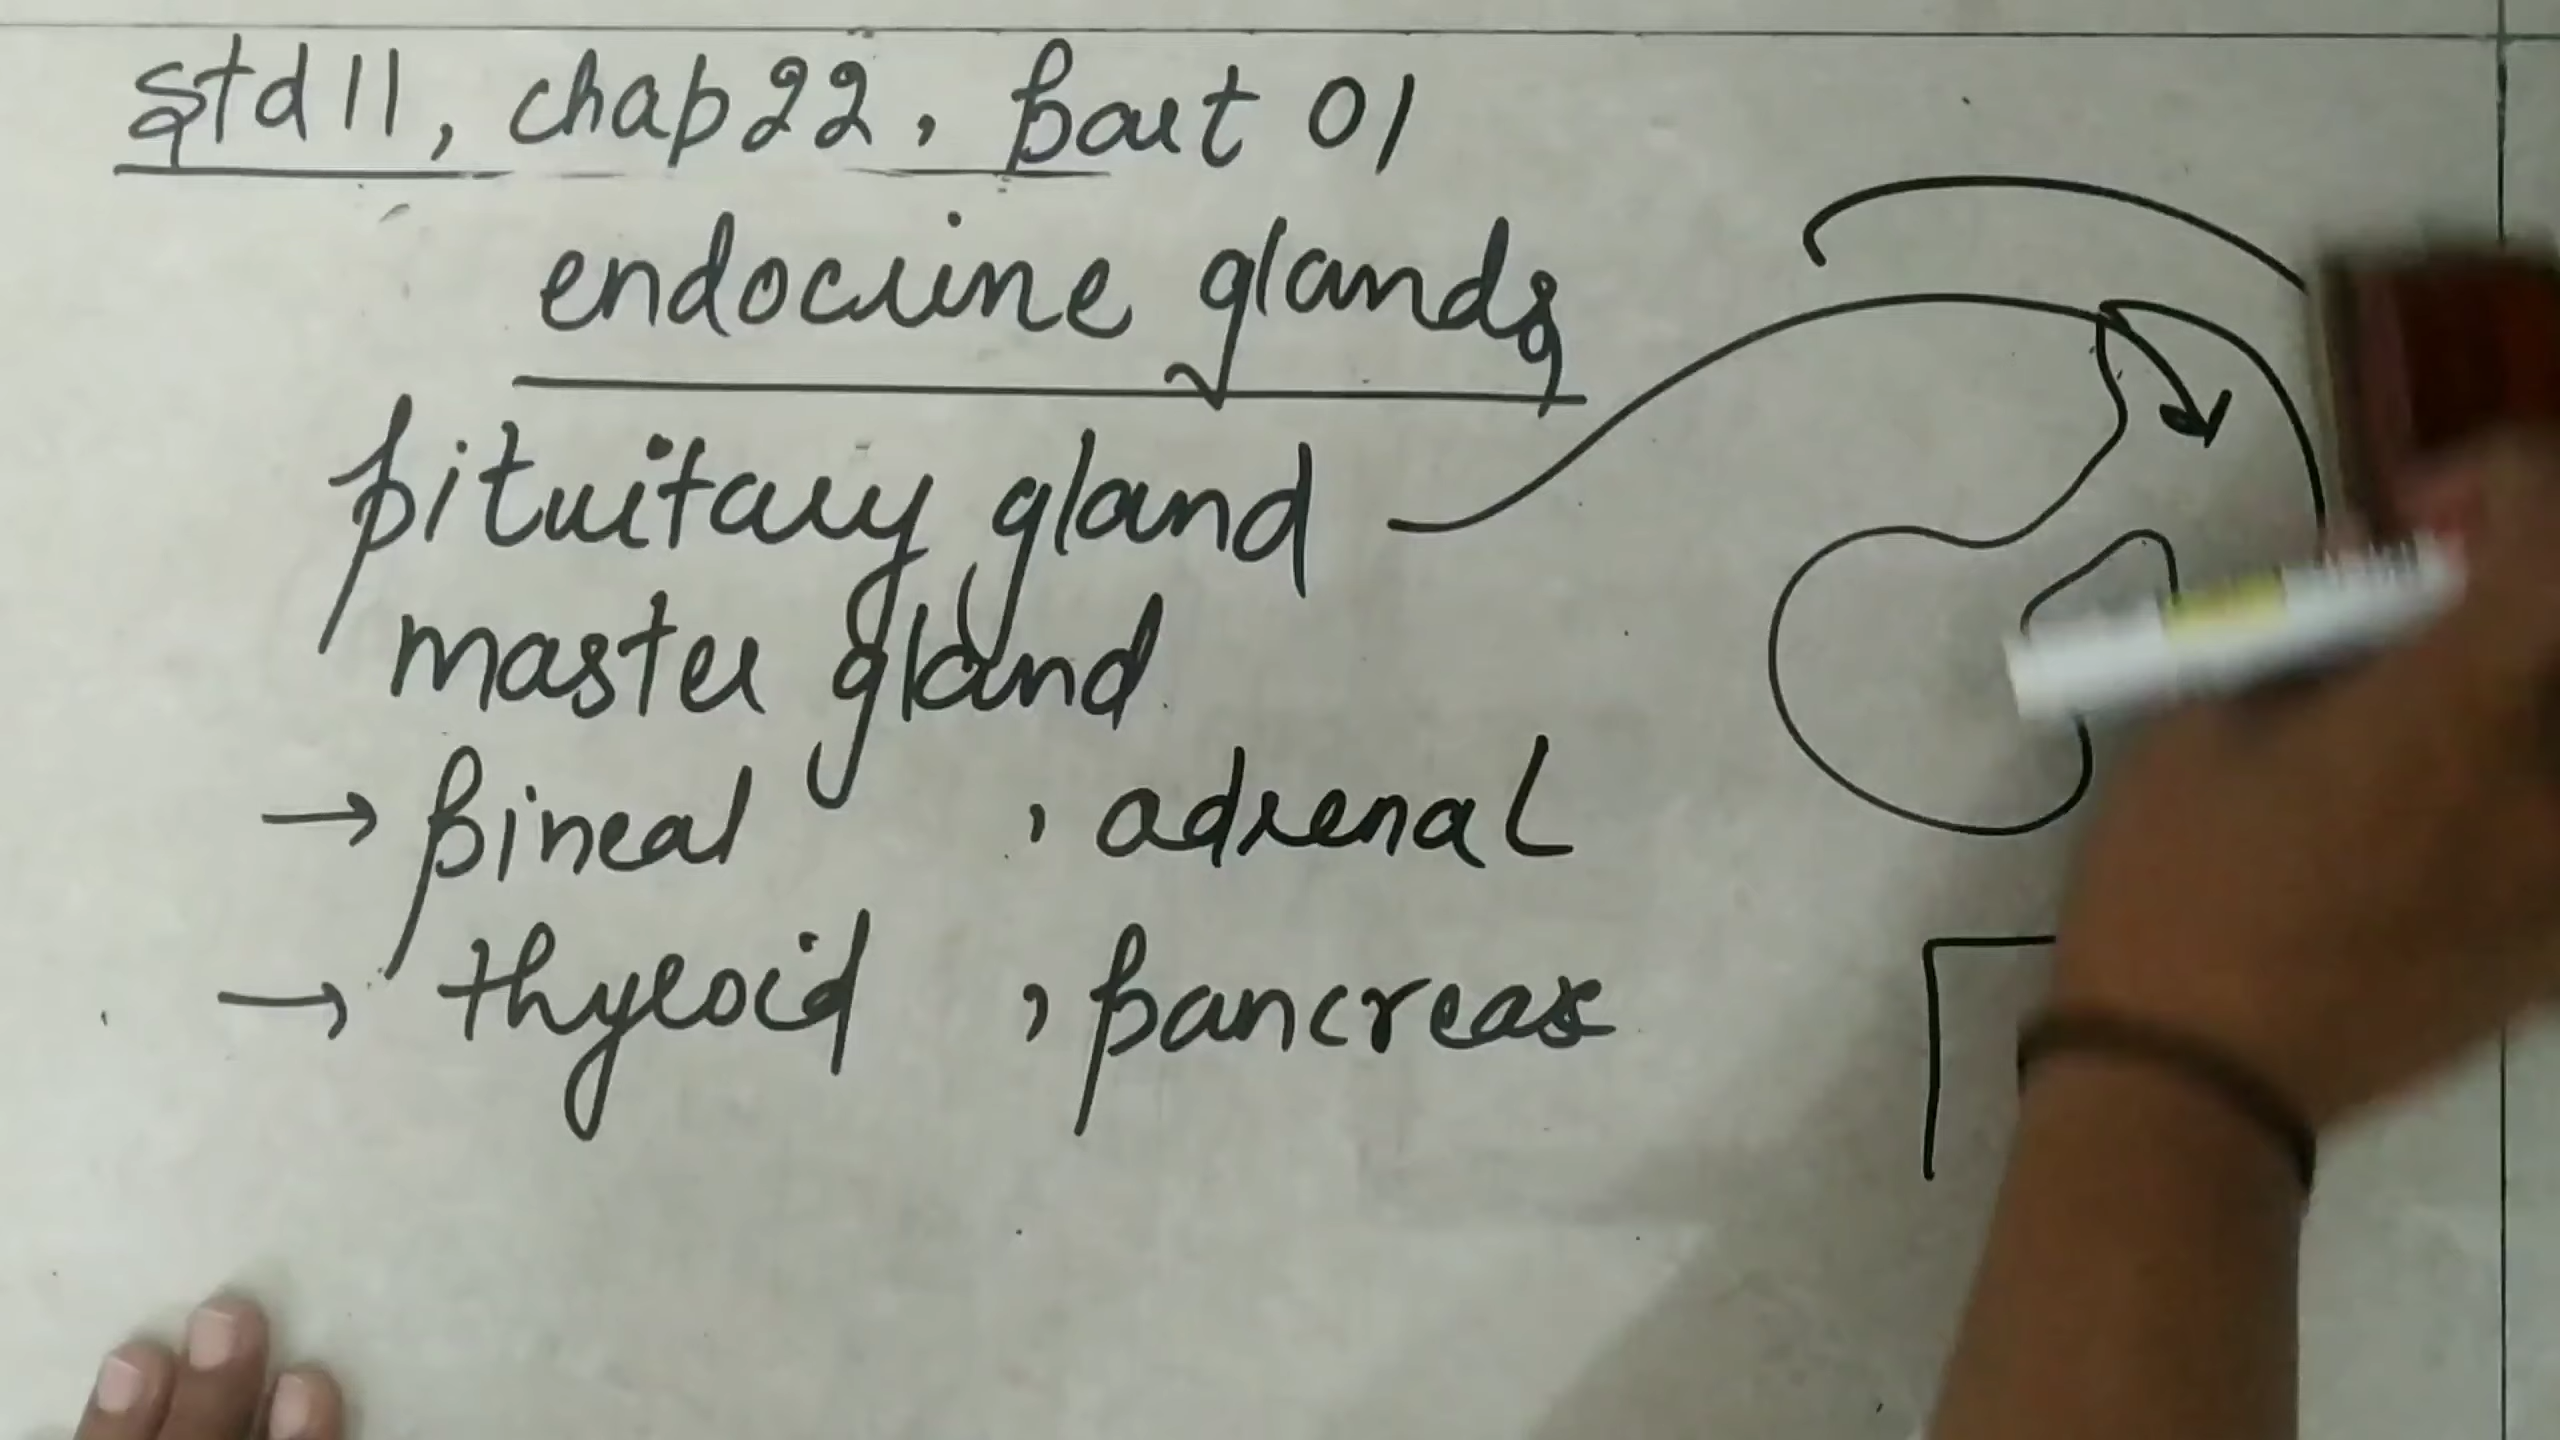 std 11, chap 22, Part 01
endocrine glands
pituitary gland
master gland
→ pineal , adrenal
→ thyroid , pancreas